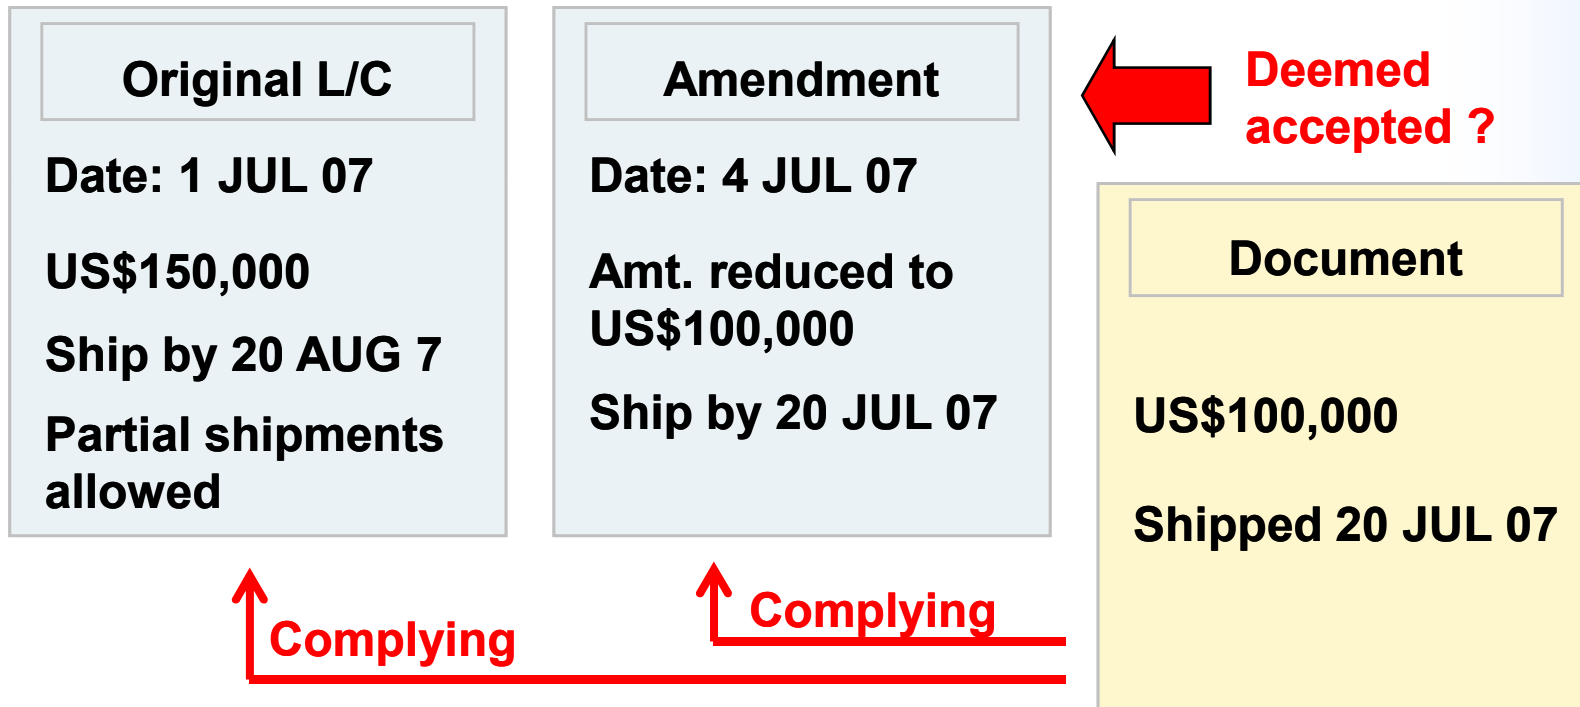 Original L/C
Date: 1 JUL 07
US$150,000
Ship by 20 AUG 7
Partial shipments
allowed
Amendment
Date: 4 JUL 07
Amt. reduced to
US$100,000
Ship by 20 JUL 07
Deemed
accepted ?
Document
US$100,000
Shipped 20 JUL 07
Complying
Complying